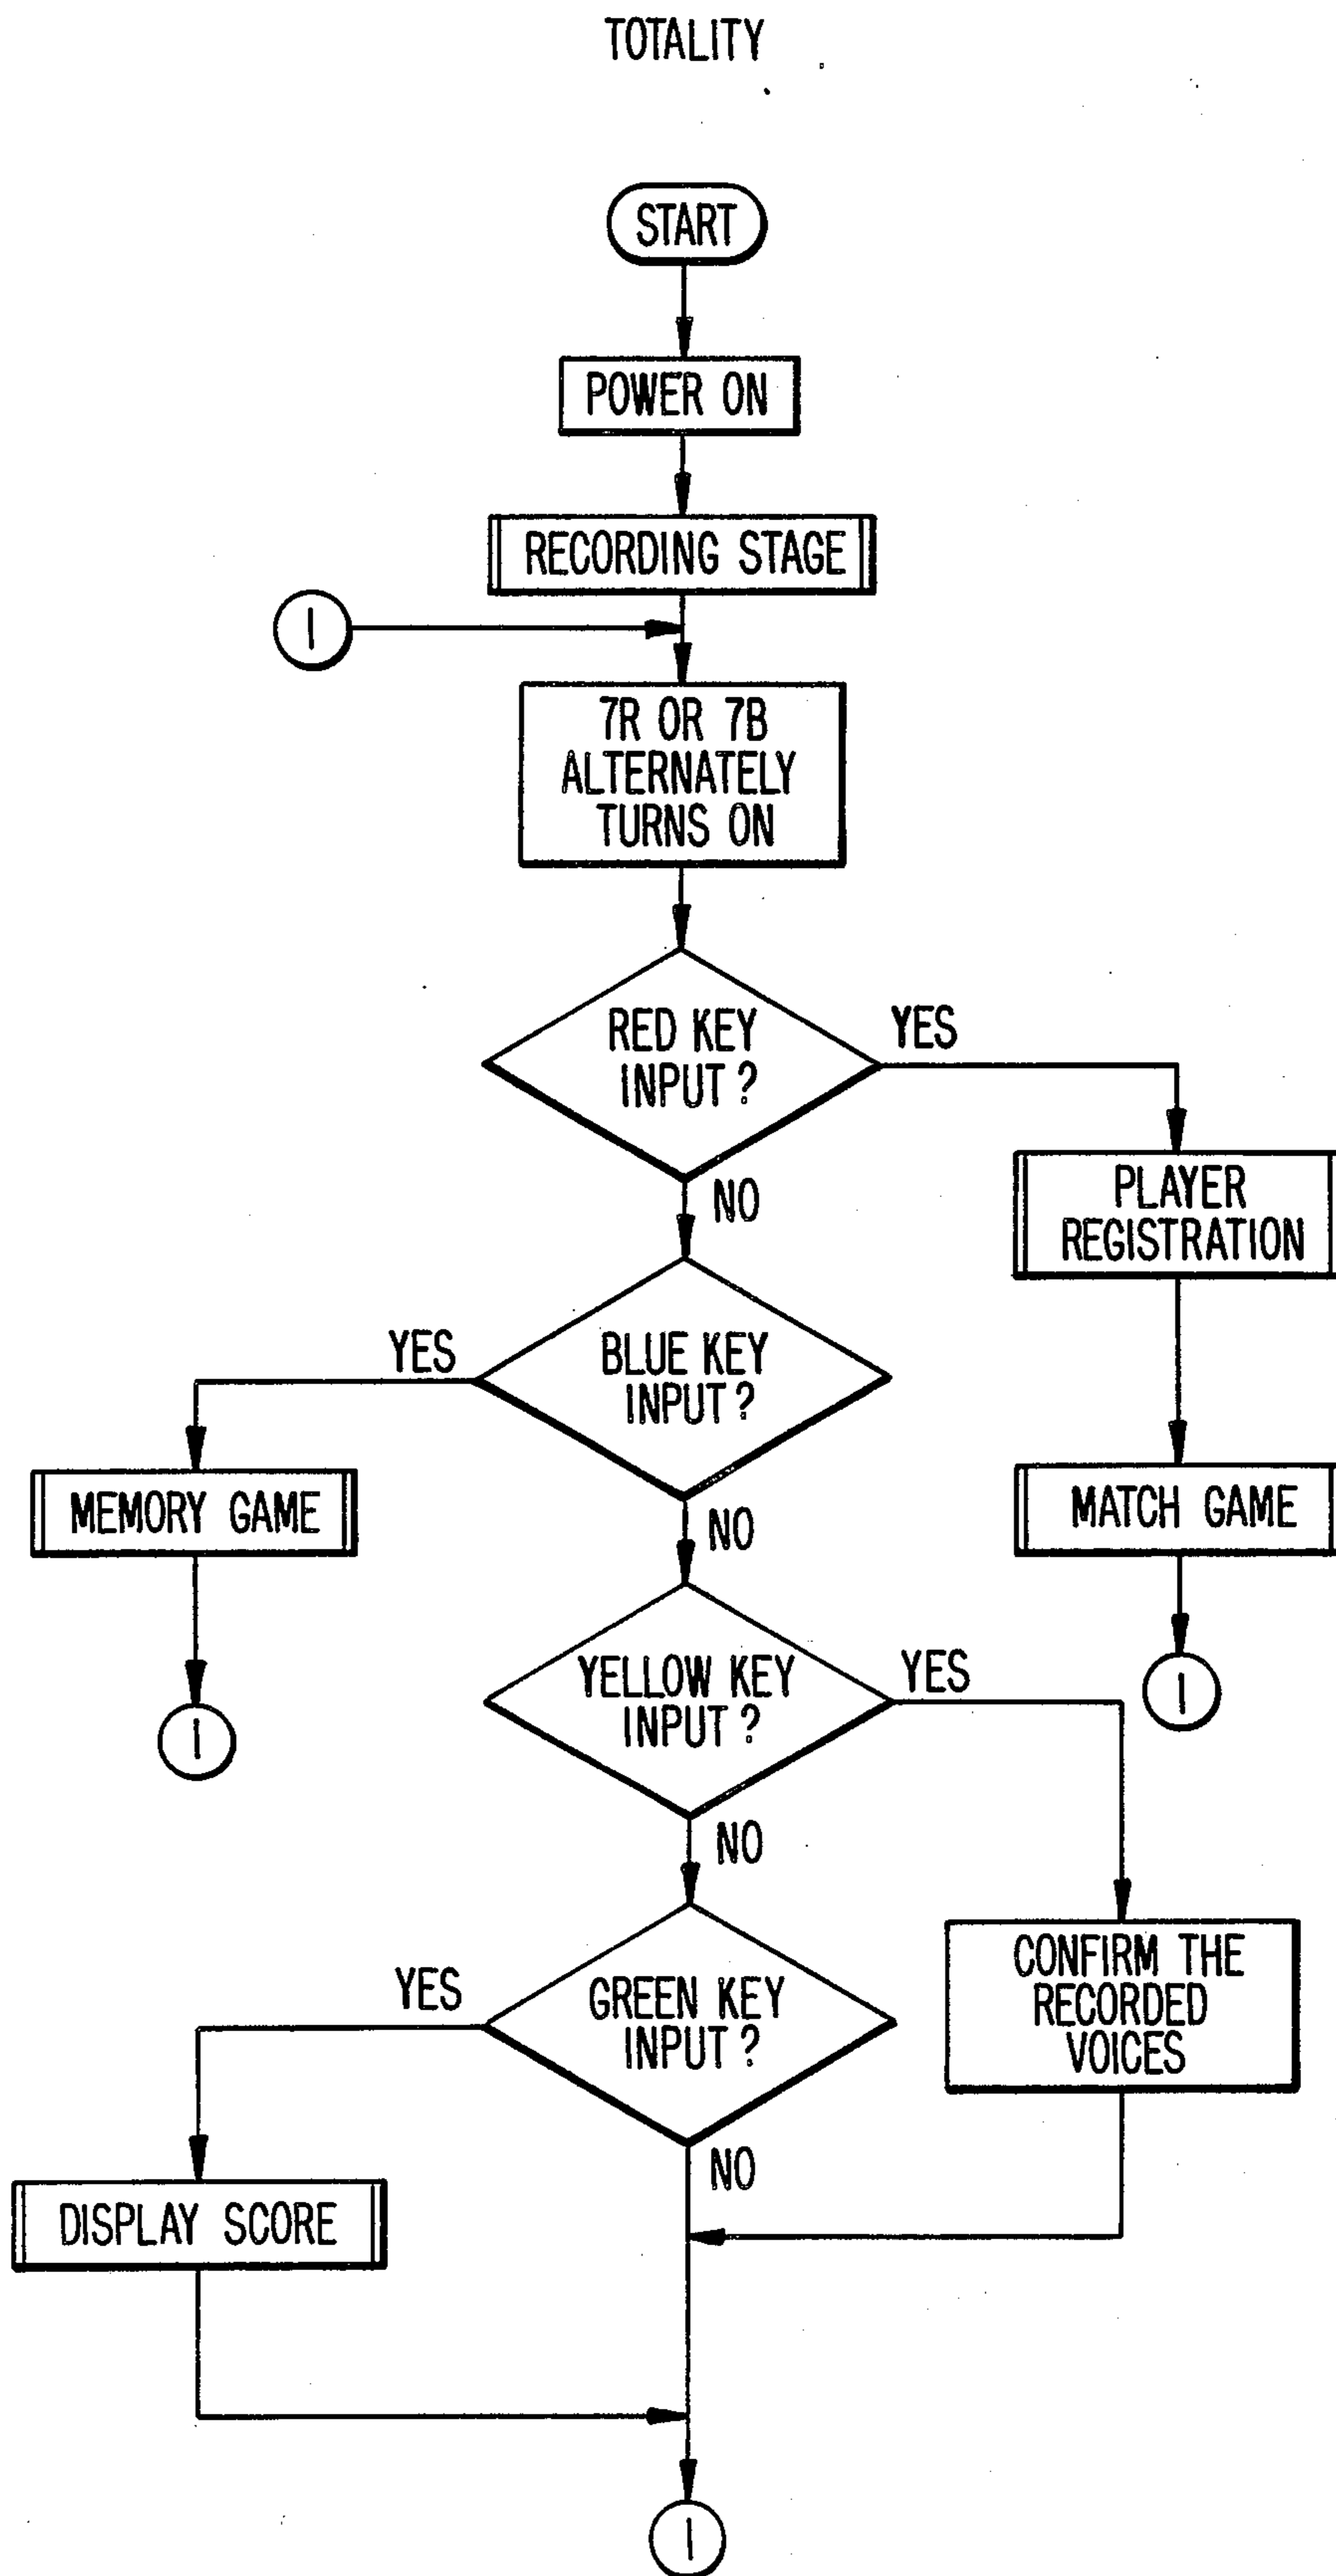 TOTALITY
START
POWER ON
RECORDING STAGE
1
7R OR 7B
ALTERNATELY
TURNS ON
RED KEY
INPUT?
YES
NO
PLAYER
REGISTRATION
BLUE KEY
INPUT?
YES
NO
MEMORY GAME
1
MATCH GAME
1
YELLOW KEY
INPUT?
YES
NO
CONFIRM THE
RECORDED
VOICES
GREEN KEY
INPUT?
YES
NO
DISPLAY SCORE
1